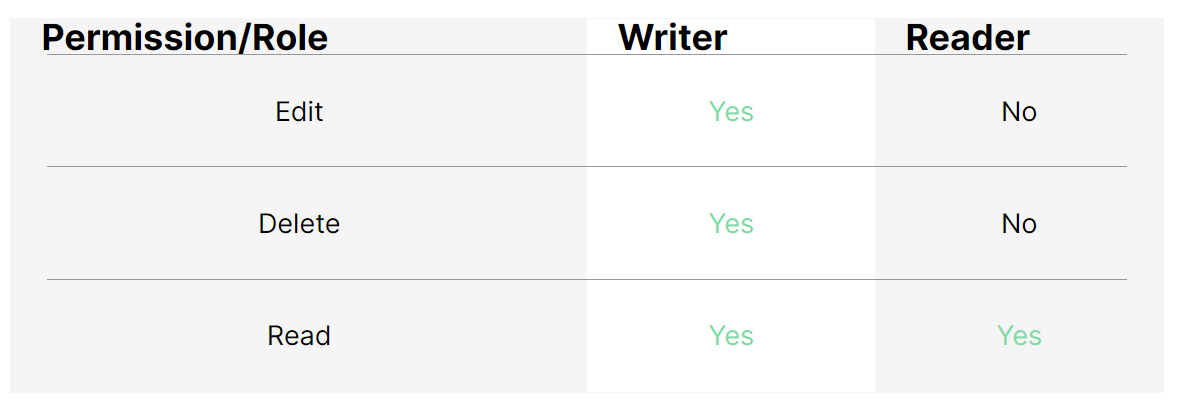 Permission/Role Writer Reader
Edit Yes No
Delete Yes No
Read Yes Yes